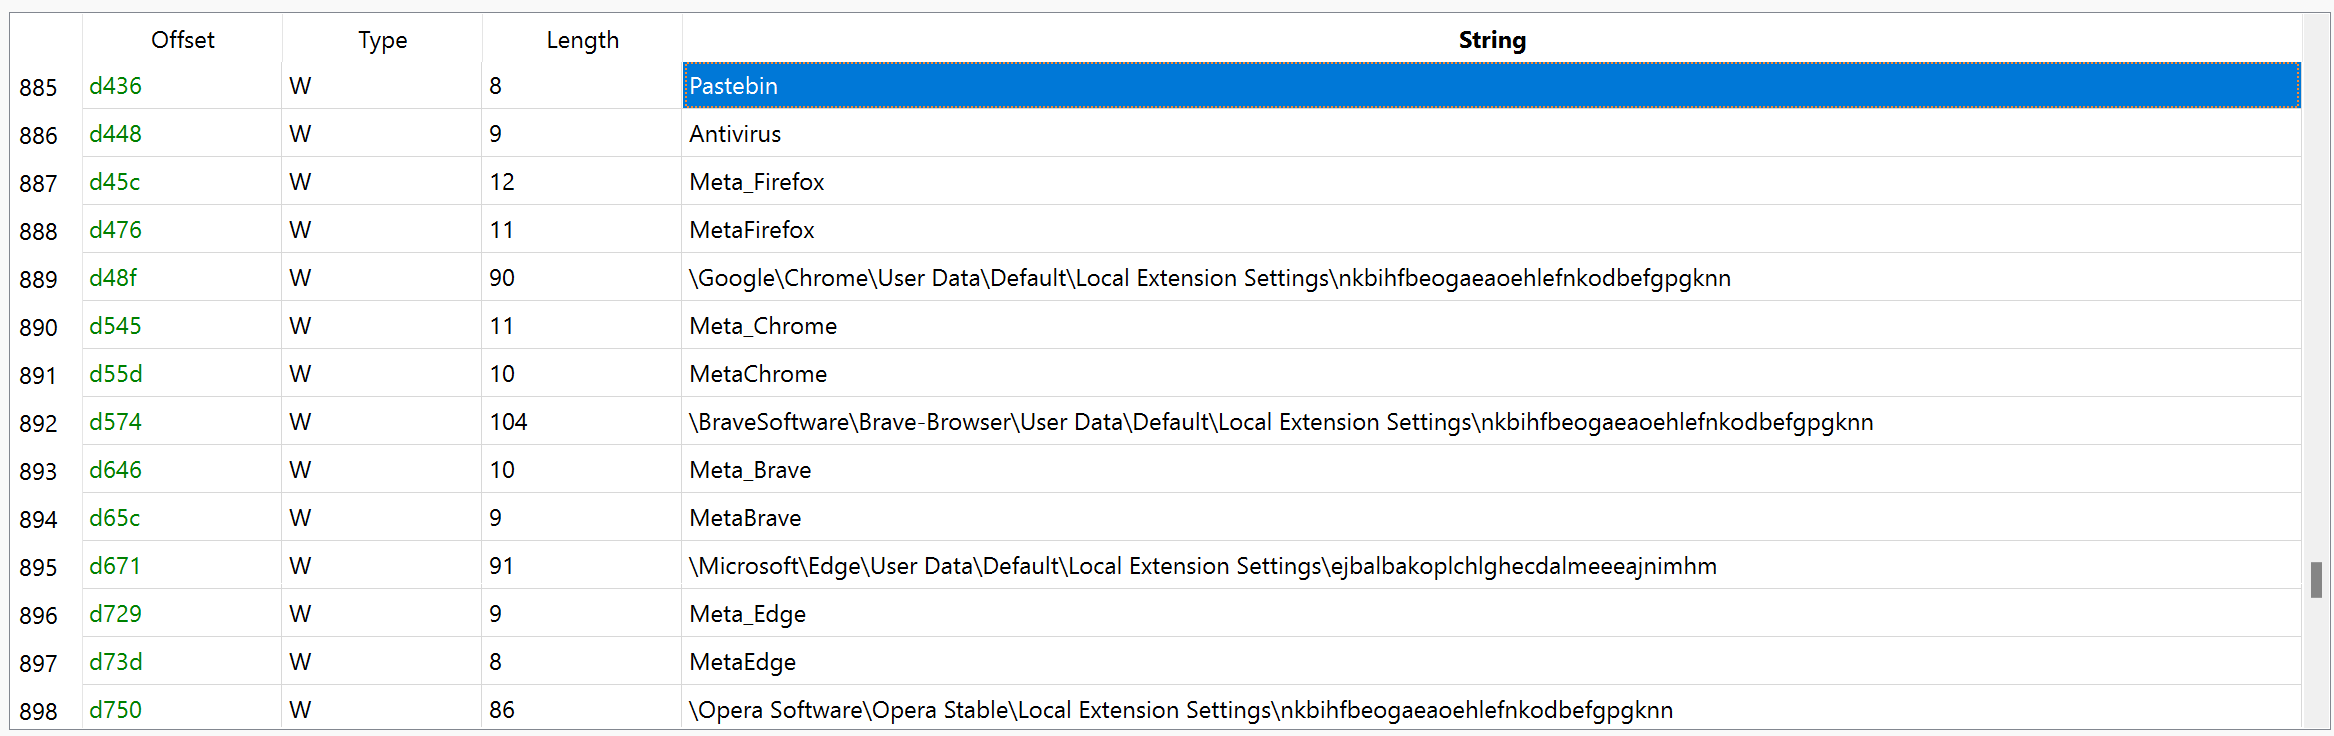 Offset Type Length String
885 d436 W 8 Pastebin
886 d448 W 9 Antivirus
887 d45c W 12 Meta_Firefox
888 d476 W 11 MetaFirefox
889 d48f W 90 \Google\Chrome\User Data\Default\Local Extension Settings\nkbihfbeogaeaoehlefnkodbefgpgknn
890 d545 W 11 Meta_Chrome
891 d55d W 10 MetaChrome
892 d574 W 104 \BraveSoftware\Brave-Browser\User Data\Default\Local Extension Settings\nkbihfbeogaeaoehlefnkodbefgpgknn
893 d646 W 10 Meta_Brave
894 d65c W 9 MetaBrave
895 d671 W 91 \Microsoft\Edge\User Data\Default\Local Extension Settings\ejbalbakoplchlghecdalmeeeajnimhm
896 d729 W 9 Meta_Edge
897 d73d W 8 MetaEdge
898 d750 W 86 \Opera Software\Opera Stable\Local Extension Settings\nkbihfbeogaeaoehlefnkodbefgpgknn